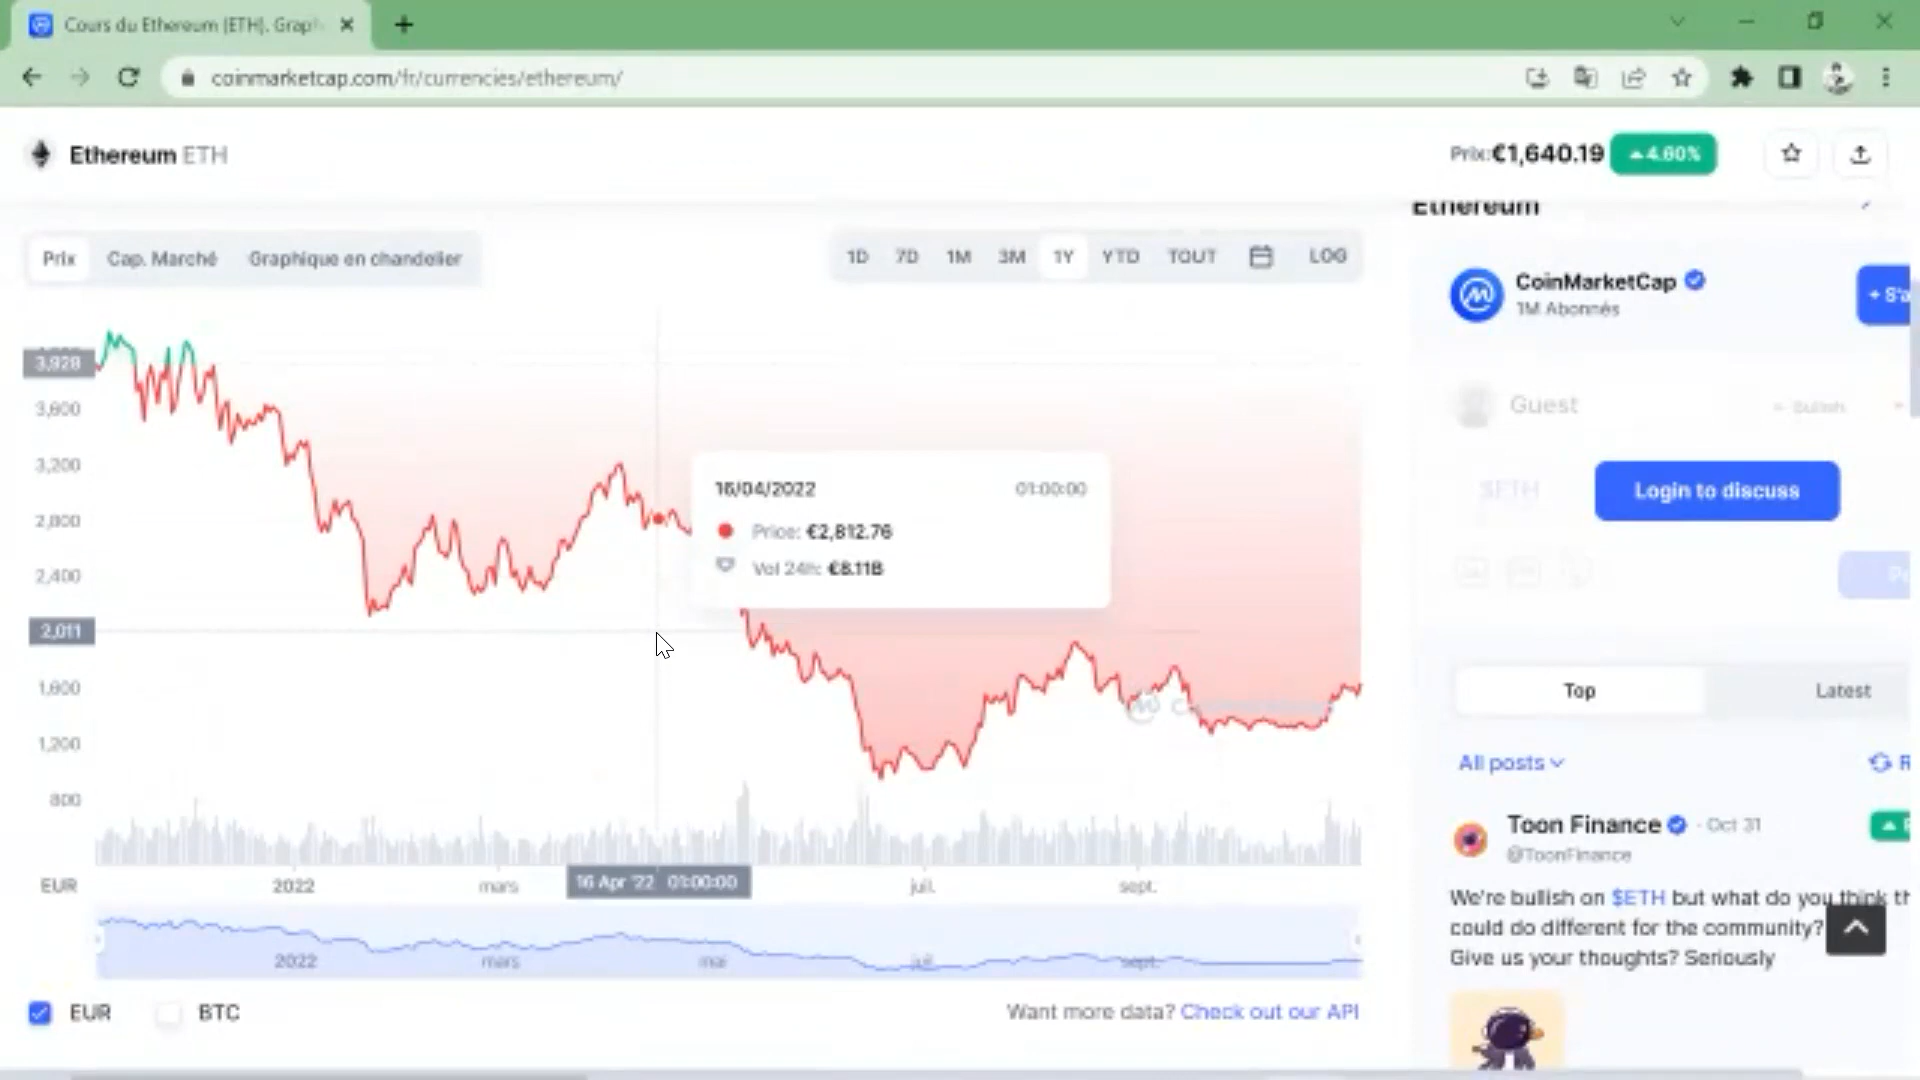 Cours du Ethereum (ETH), Graph
coinmarketcap.com/fr/currencies/ethereum/
Ethereum ETH
Prix: €1,640.19 4.60%
Ethereum
Prix Cap. Marché Graphique en chandelier
1D 7D 1M 3M 1Y YTD TOUT LOG
CoinMarketCap
1M Abonnés
+ S'a
3,928
3,600
3,200
2,800
2,400
2,011
1,600
1,200
800
16/04/2022 01:00:00
Price: €2,812.76
Vol 24h: €8.11B
Guest
Bullish
$ETH
Login to discuss
Top Latest
All posts
Toon Finance · Oct 31
@ToonFinance
We're bullish on $ETH but what do you think th
could do different for the community?
Give us your thoughts? Seriously
EUR 2022 mars 16 Apr '22 01:00:00 juil. sept.
2022 mars mai juil. sept.
EUR BTC
Want more data? Check out our API